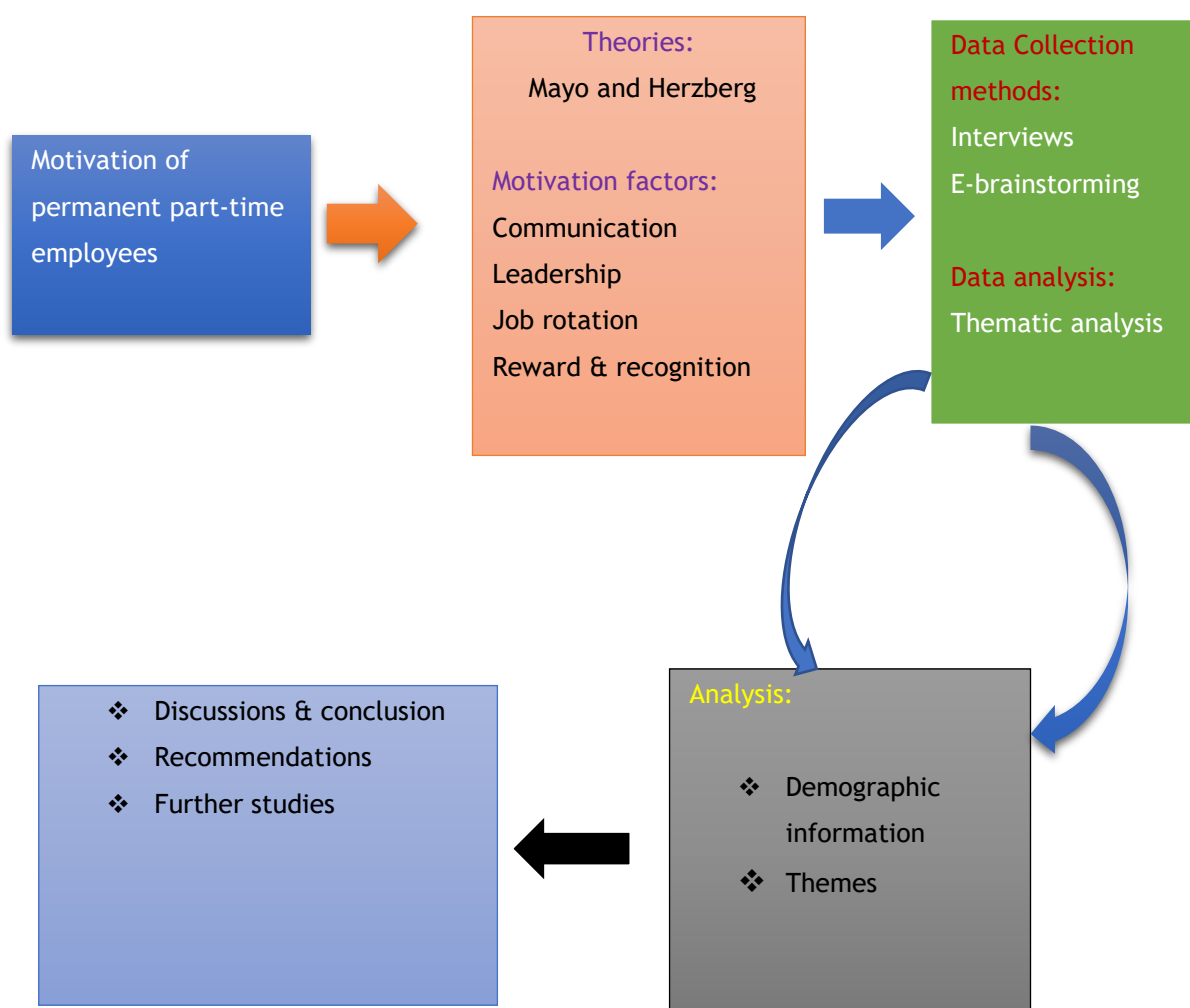 Motivation of
permanent part-time
employees
Theories:
Mayo and Herzberg
Motivation factors:
Communication
Leadership
Job rotation
Reward & recognition
Data Collection
methods:
Interviews
E-brainstorming
Data analysis:
Thematic analysis
Analysis:
❖ Demographic
information
❖ Themes
❖ Discussions & conclusion
❖ Recommendations
❖ Further studies